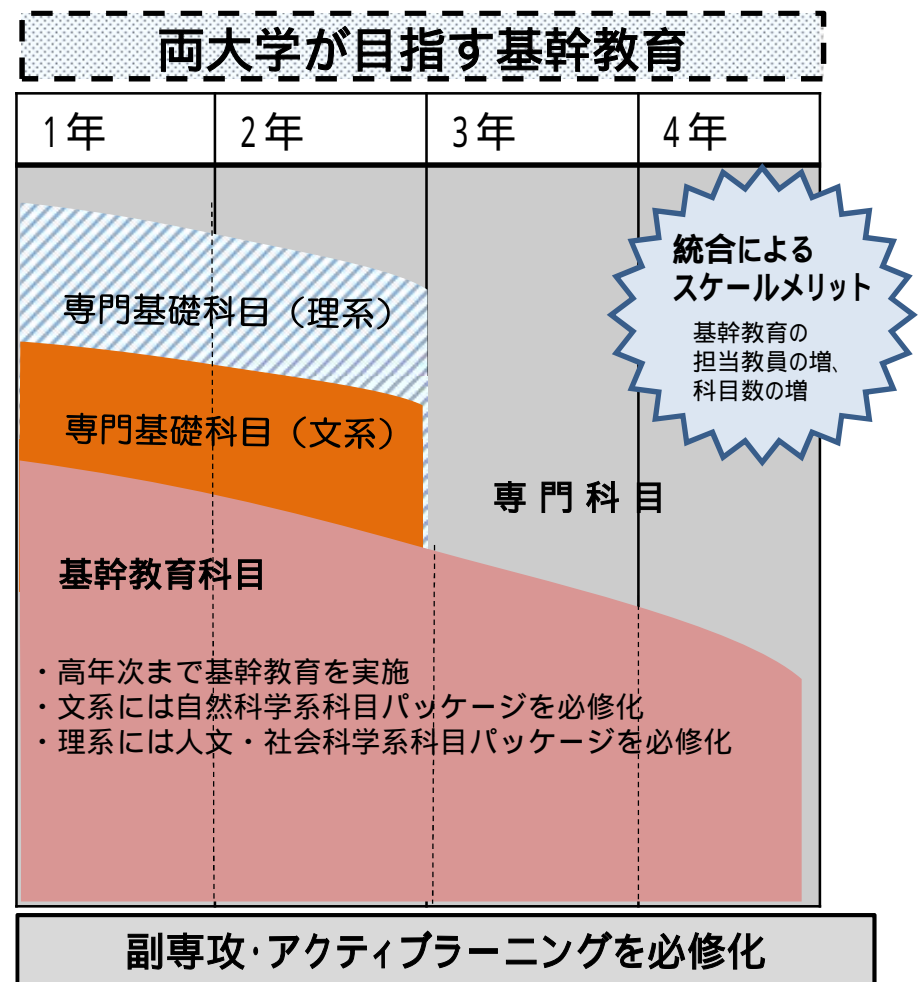 両大学が目指す基幹教育
1年
2年
3年
4年
統合による
スケールメリット
基幹教育の
担当教員の増、
科目数の増
専門基礎科目（理系）
専門基礎科目（文系）
専門科目
基幹教育科目
・高年次まで基幹教育を実施
・文系には自然科学系科目パッケージを必修化
・理系には人文・社会科学系科目パッケージを必修化
副専攻･アクティブラーニングを必修化